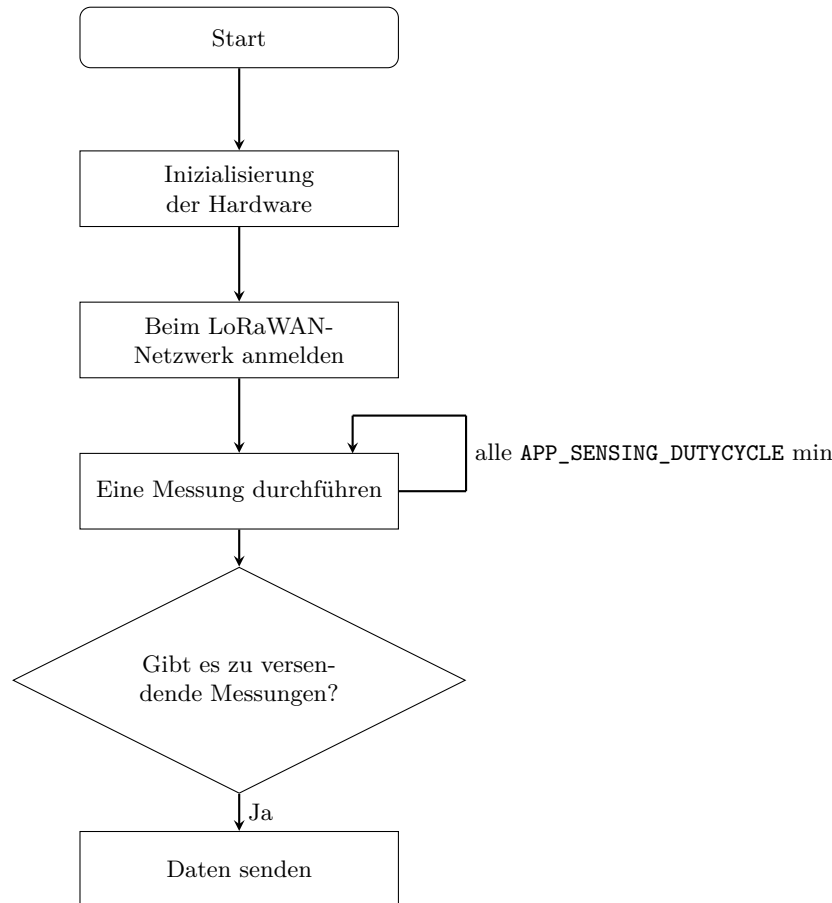 Start
Inizialisierung
der Hardware
Beim LoRaWAN-
Netzwerk anmelden
Eine Messung durchführen
alle APP_SENSING_DUTYCYCLE min
Gibt es zu versen-
dende Messungen?
Ja
Daten senden